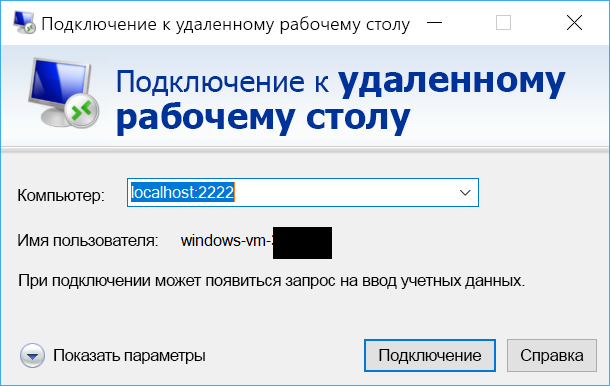 Подключение к удаленному рабочему столу
Подключение к удаленному
рабочему столу
Компьютер: localhost:2222
Имя пользователя: windows-vm-
При подключении может появиться запрос на ввод учетных данных.
Показать параметры Подключение Справка